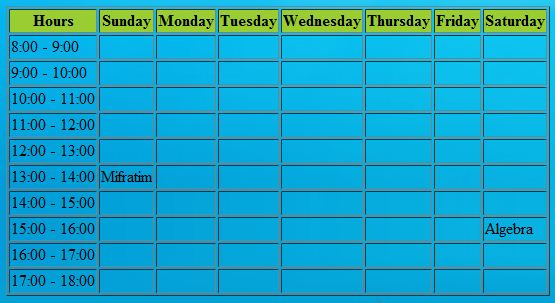 Hours Sunday Monday Tuesday Wednesday Thursday Friday Saturday
8:00 - 9:00
9:00 - 10:00
10:00 - 11:00
11:00 - 12:00
12:00 - 13:00
13:00 - 14:00 Mifratim
14:00 - 15:00
15:00 - 16:00 Algebra
16:00 - 17:00
17:00 - 18:00